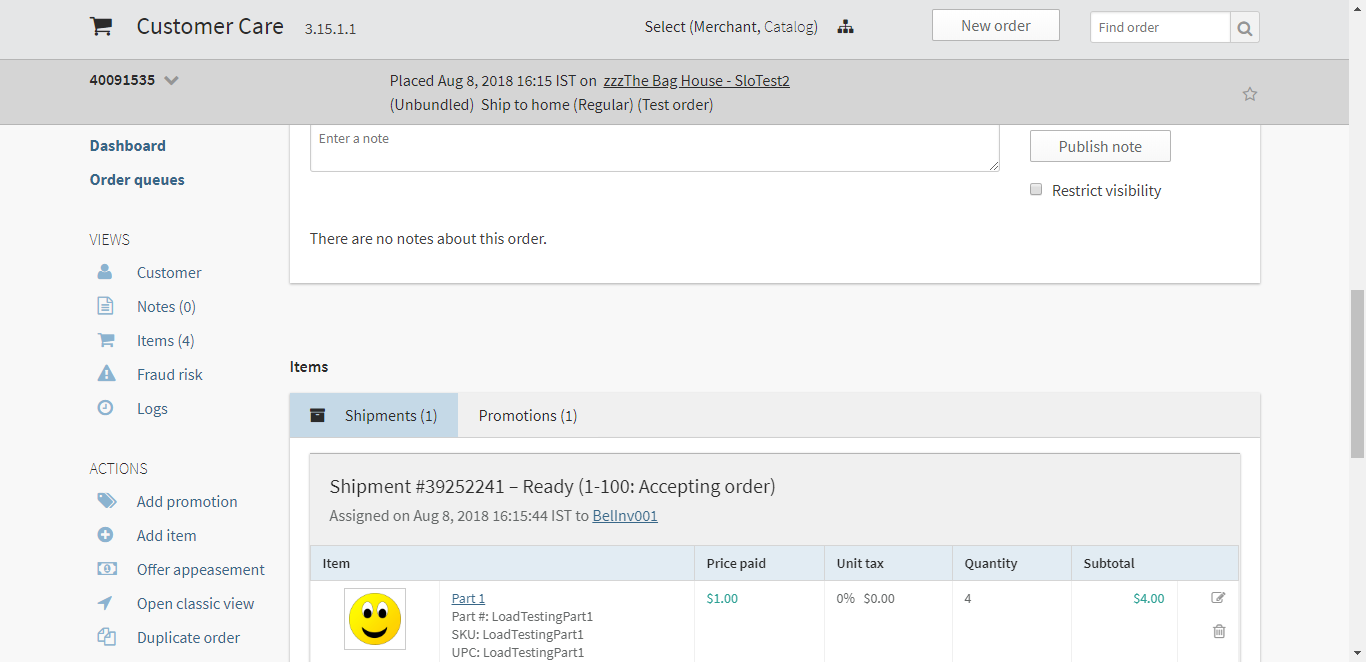 Customer Care 3.15.1.1
Select (Merchant, Catalog)
New order
Find order
40091535
Placed Aug 8, 2018 16:15 IST on zzzThe Bag House - SloTest2
(Unbundled) Ship to home (Regular) (Test order)
Dashboard
Order queues
VIEWS
Customer
Notes (0)
Items (4)
Fraud risk
Logs
ACTIONS
Add promotion
Add item
Offer appeasement
Open classic view
Duplicate order
Enter a note
Publish note
Restrict visibility
There are no notes about this order.
Items
Shipments (1)
Promotions (1)
Shipment #39252241 – Ready (1-100: Accepting order)
Assigned on Aug 8, 2018 16:15:44 IST to BelInv001
Item Price paid Unit tax Quantity Subtotal
Part 1 $1.00 0% $0.00 4 $4.00
Part #: LoadTestingPart1
SKU: LoadTestingPart1
UPC: LoadTestingPart1